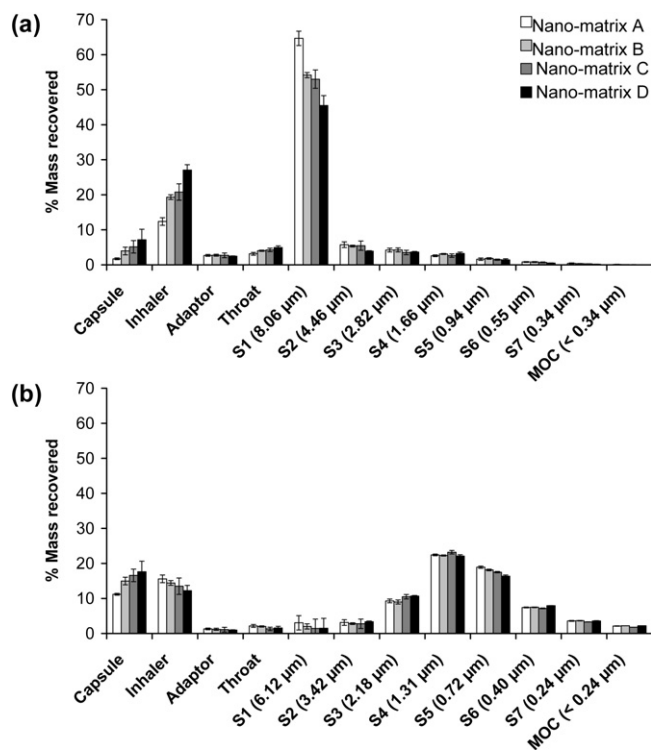 (a)
Nano-matrix A
Nano-matrix B
Nano-matrix C
Nano-matrix D
% Mass recovered
70
60
50
40
30
20
10
0
Capsule
Inhaler
Adaptor
Throat
S1 (8.06 µm)
S2 (4.46 µm)
S3 (2.82 µm)
S4 (1.66 µm)
S5 (0.94 µm)
S6 (0.55 µm)
S7 (0.34 µm)
MOC (< 0.34 µm)
(b)
% Mass recovered
70
60
50
40
30
20
10
0
Capsule
Inhaler
Adaptor
Throat
S1 (6.12 µm)
S2 (3.42 µm)
S3 (2.18 µm)
S4 (1.31 µm)
S5 (0.72 µm)
S6 (0.40 µm)
S7 (0.24 µm)
MOC (< 0.24 µm)